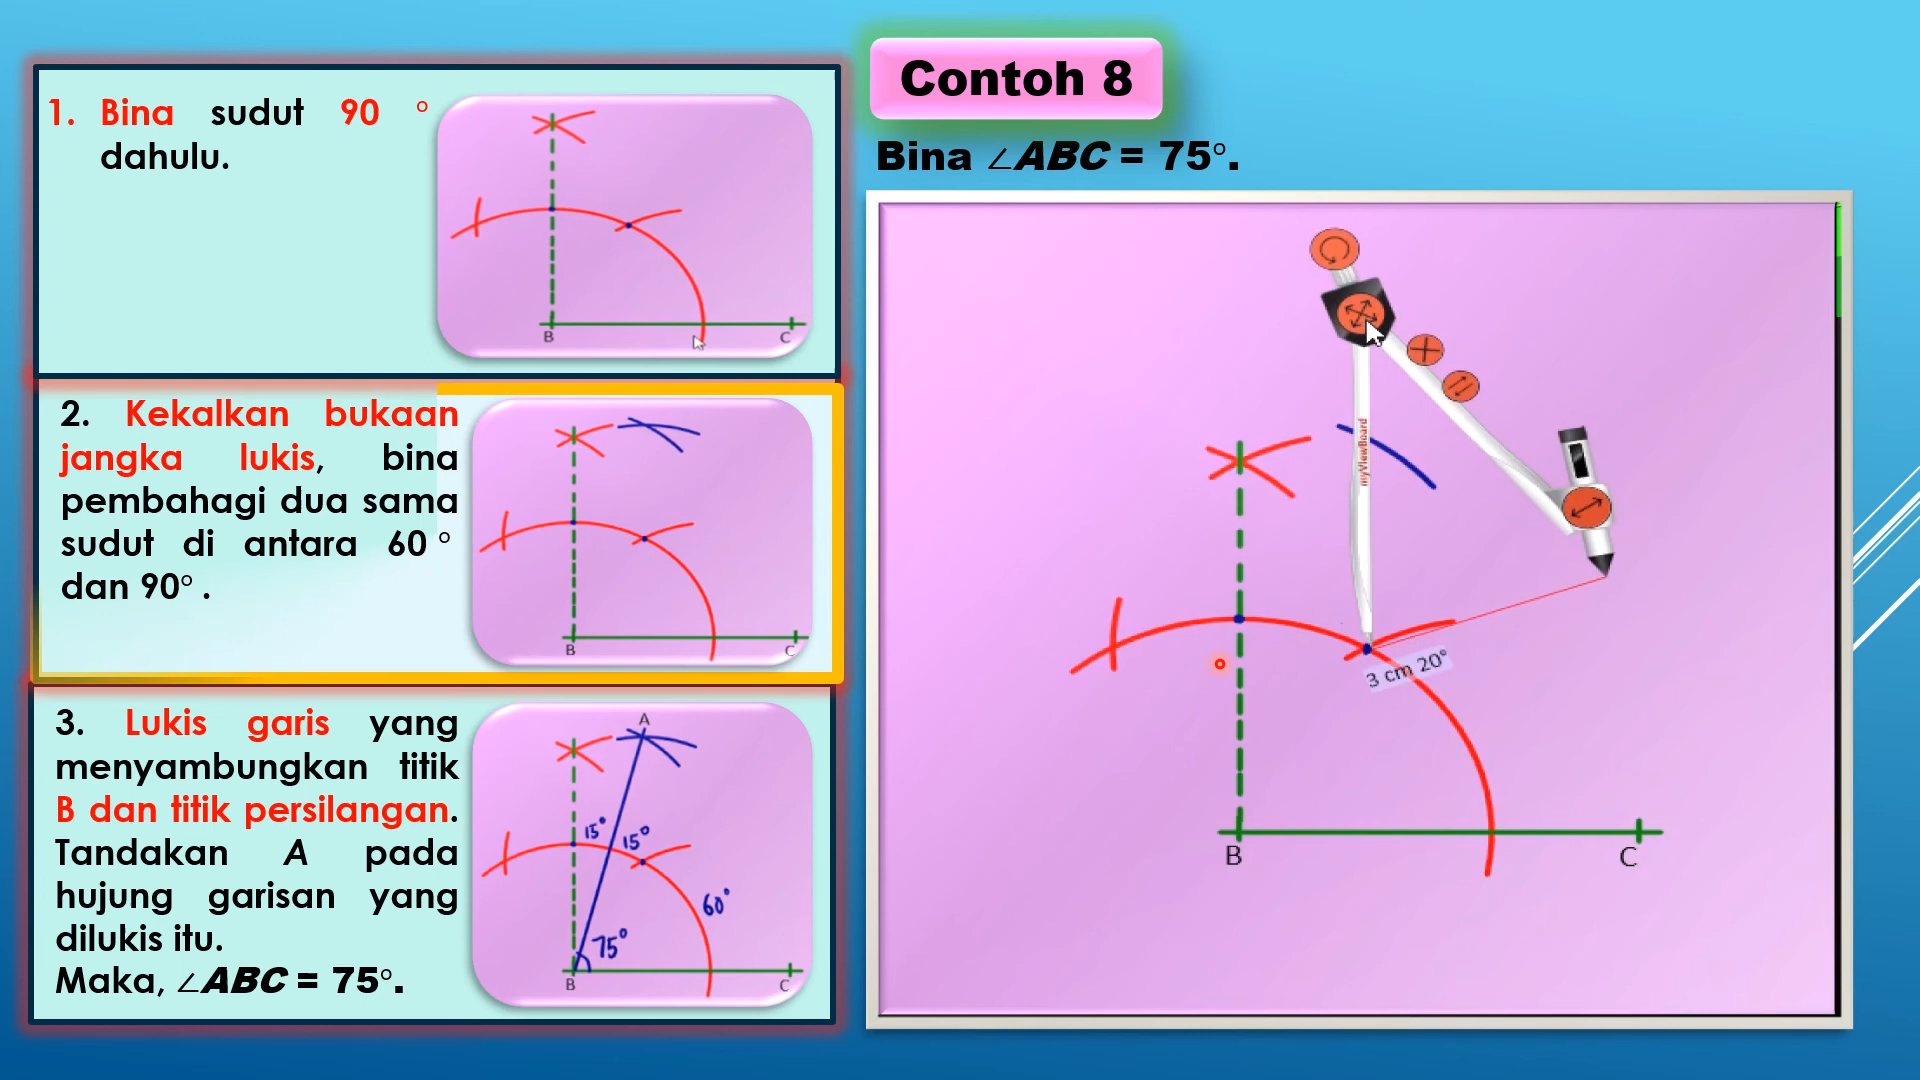 Contoh 8
Bina ∠ABC = 75°.
1. Bina sudut 90 °
dahulu.
B
C
2. Kekalkan bukaan
jangka lukis, bina
pembahagi dua sama
sudut di antara 60 °
dan 90° .
B
C
3. Lukis garis yang
menyambungkan titik
B dan titik persilangan.
Tandakan A pada
hujung garisan yang
dilukis itu.
Maka, ∠ABC = 75°.
A
15°
15°
60°
75°
B
C
myViewBoard
3 cm 20°
B
C